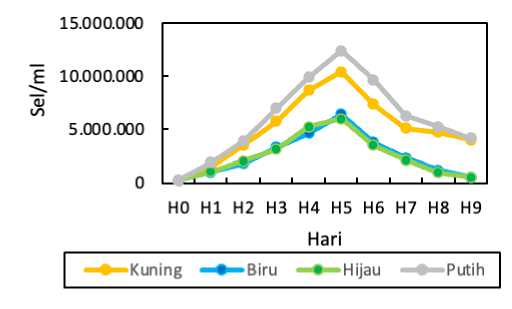 15.000.000
10.000.000
5.000.000
0
Sel/ml
H0 H1 H2 H3 H4 H5 H6 H7 H8 H9
Hari
Kuning Biru Hijau Putih